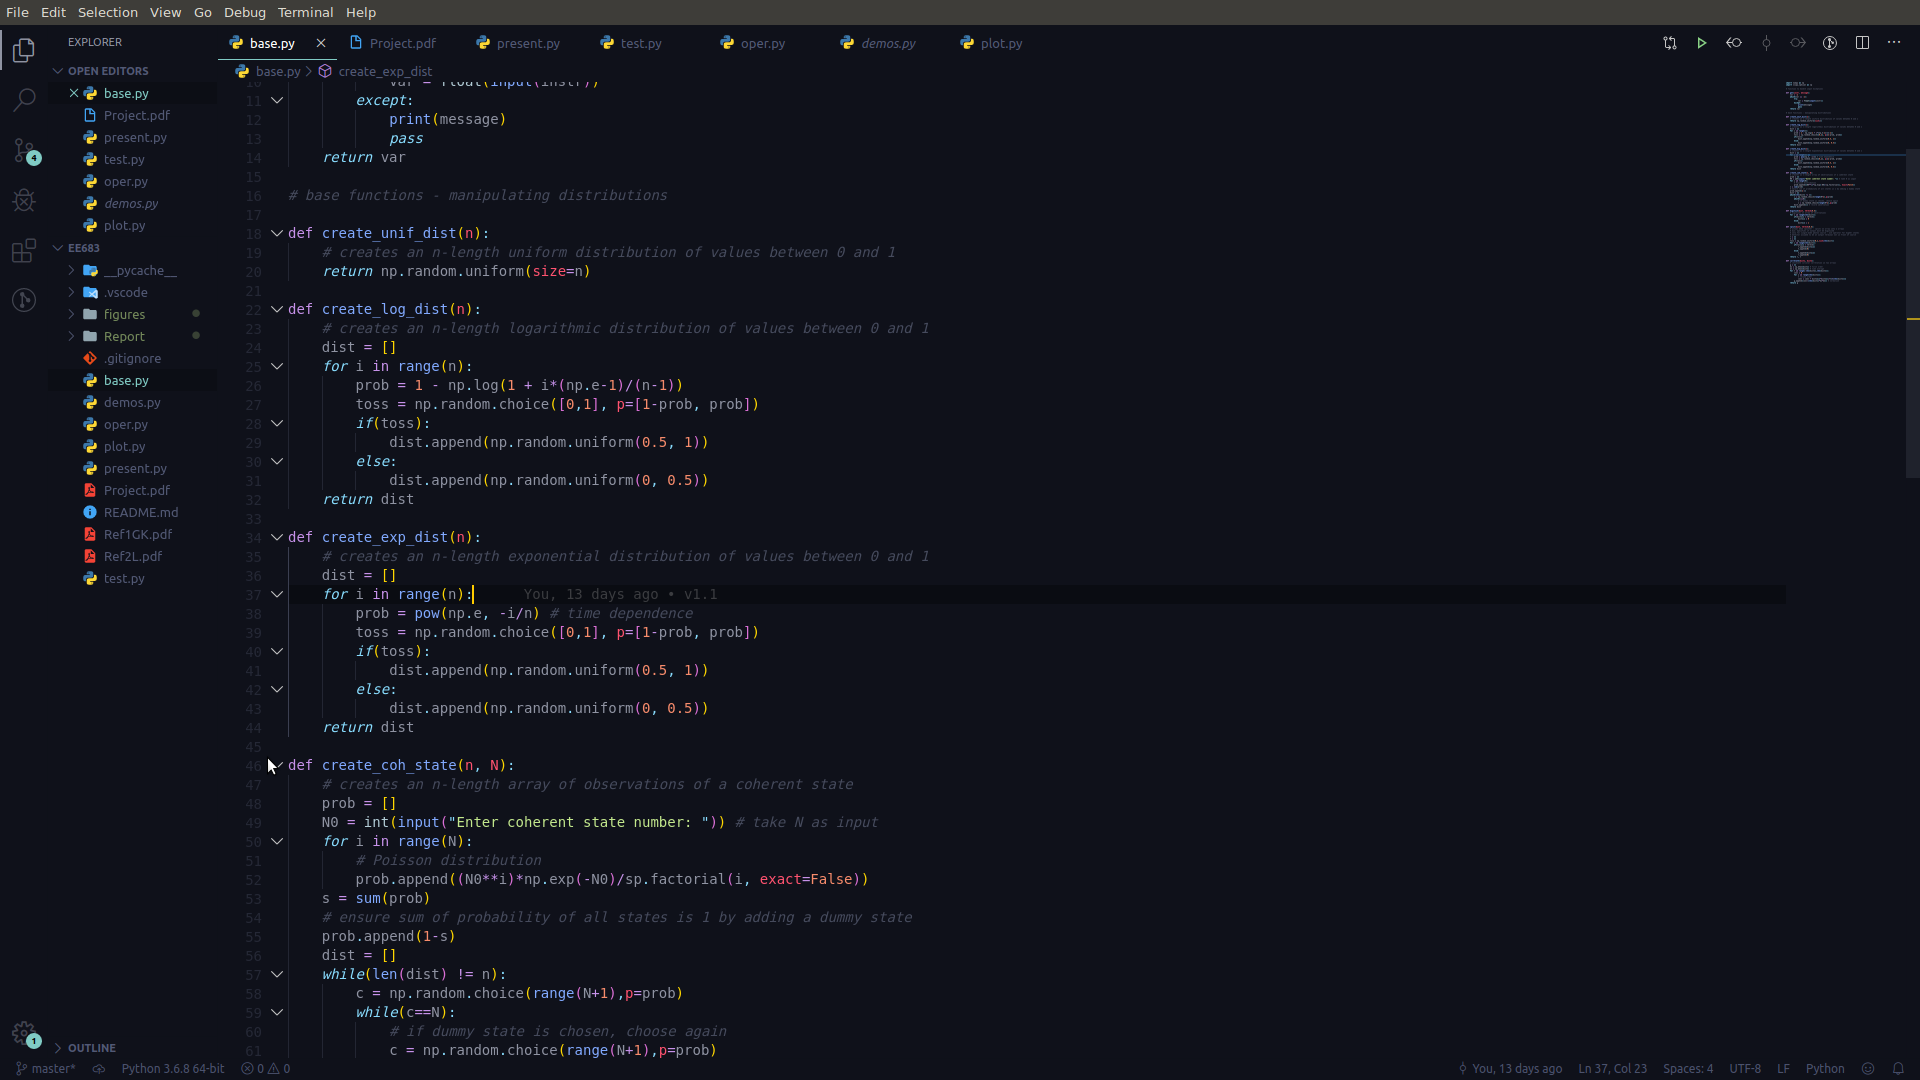 File Edit Selection View Go Debug Terminal Help
EXPLORER
OPEN EDITORS
base.py
Project.pdf
present.py
test.py
oper.py
demos.py
plot.py
EE683
__pycache__
.vscode
figures
Report
.gitignore
base.py
demos.py
oper.py
plot.py
present.py
Project.pdf
README.md
Ref1GK.pdf
Ref2L.pdf
test.py
OUTLINE
4
1
base.py Project.pdf present.py test.py oper.py demos.py plot.py
base.py > create_exp_dist
10 var = float(input(instr))
11 except:
12 print(message)
13 pass
14 return var
15
16 # base functions - manipulating distributions
17
18 def create_unif_dist(n):
19 # creates an n-length uniform distribution of values between 0 and 1
20 return np.random.uniform(size=n)
21
22 def create_log_dist(n):
23 # creates an n-length logarithmic distribution of values between 0 and 1
24 dist = []
25 for i in range(n):
26 prob = 1 - np.log(1 + i*(np.e-1)/(n-1))
27 toss = np.random.choice([0,1], p=[1-prob, prob])
28 if(toss):
29 dist.append(np.random.uniform(0.5, 1))
30 else:
31 dist.append(np.random.uniform(0, 0.5))
32 return dist
33
34 def create_exp_dist(n):
35 # creates an n-length exponential distribution of values between 0 and 1
36 dist = []
37 for i in range(n): You, 13 days ago • v1.1
38 prob = pow(np.e, -i/n) # time dependence
39 toss = np.random.choice([0,1], p=[1-prob, prob])
40 if(toss):
41 dist.append(np.random.uniform(0.5, 1))
42 else:
43 dist.append(np.random.uniform(0, 0.5))
44 return dist
45
46 def create_coh_state(n, N):
47 # creates an n-length array of observations of a coherent state
48 prob = []
49 N0 = int(input("Enter coherent state number: ")) # take N as input
50 for i in range(N):
51 # Poisson distribution
52 prob.append((N0**i)*np.exp(-N0)/sp.factorial(i, exact=False))
53 s = sum(prob)
54 # ensure sum of probability of all states is 1 by adding a dummy state
55 prob.append(1-s)
56 dist = []
57 while(len(dist) != n):
58 c = np.random.choice(range(N+1),p=prob)
59 while(c==N):
60 # if dummy state is chosen, choose again
61 c = np.random.choice(range(N+1),p=prob)
master* Python 3.6.8 64-bit 0 0 You, 13 days ago Ln 37, Col 23 Spaces: 4 UTF-8 LF Python